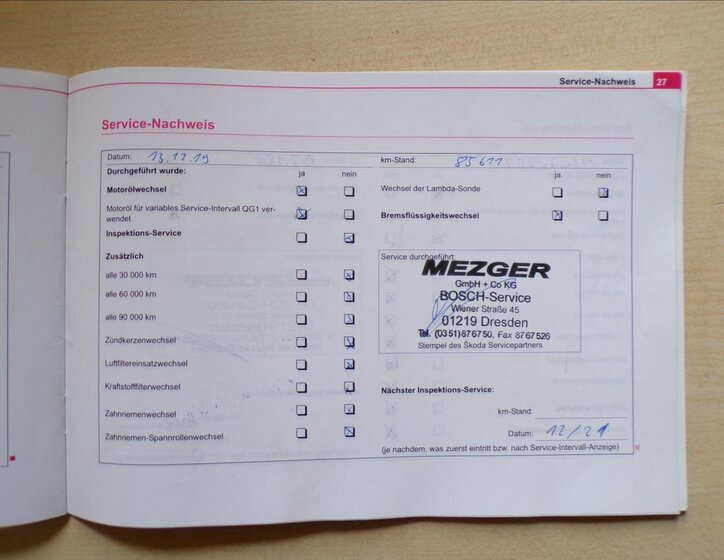 Service-Nachweis 27
Service-Nachweis
Datum: 13.12.19
Durchgeführt wurde: ja nein
Motorölwechsel
Motoröl für variables Service-Intervall QG1 ver-
wendet
Inspektions-Service
Zusätzlich
alle 30 000 km
alle 60 000 km
alle 90 000 km
Zündkerzenwechsel
Luftfiltereinsatzwechsel
Kraftstofffilterwechsel
Zahnriemenwechsel
Zahnriemen-Spannrollenwechsel
km-Stand: 85611
ja nein
Wechsel der Lambda-Sonde
Bremsflüssigkeitswechsel
Service durchgeführt:
MEZGER
GmbH + Co KG
BOSCH-Service
Wiener Straße 45
01219 Dresden
Tel. (0351) 876750, Fax 8767526
Stempel des Škoda Servicepartners
Nächster Inspektions-Service:
km-Stand:
Datum: 12/21
(je nachdem, was zuerst eintritt bzw. nach Service-Intervall-Anzeige)